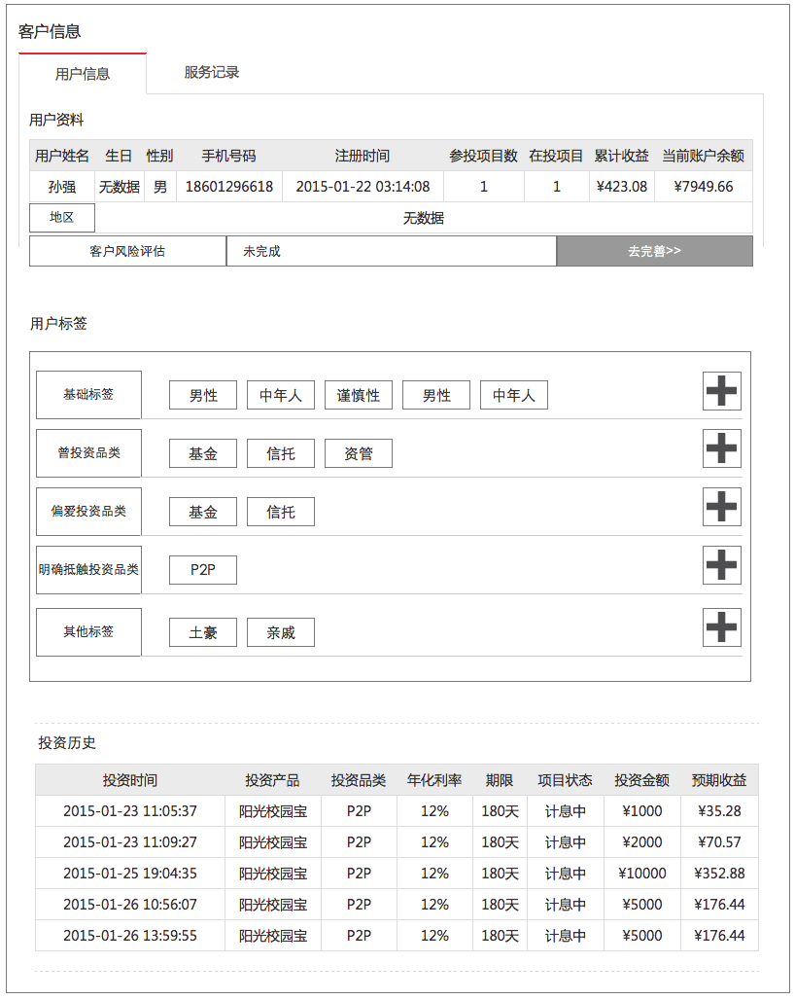 客户信息
用户信息 服务记录
用户资料
用户姓名 生日 性别 手机号码 注册时间 参投项目数 在投项目 累计收益 当前账户余额
孙强 无数据 男 18601296618 2015-01-22 03:14:08 1 1 ¥423.08 ¥7949.66
地区 无数据
客户风险评估 未完成 去完善>>
用户标签
基础标签 男性 中年人 谨慎性 男性 中年人
曾投资品类 基金 信托 资管
偏爱投资品类 基金 信托
明确抵触投资品类 P2P
其他标签 土豪 亲戚
投资历史
投资时间 投资产品 投资品类 年化利率 期限 项目状态 投资金额 预期收益
2015-01-23 11:05:37 阳光校园宝 P2P 12% 180天 计息中 ¥1000 ¥35.28
2015-01-23 11:09:27 阳光校园宝 P2P 12% 180天 计息中 ¥2000 ¥70.57
2015-01-25 19:04:35 阳光校园宝 P2P 12% 180天 计息中 ¥10000 ¥352.88
2015-01-26 10:56:07 阳光校园宝 P2P 12% 180天 计息中 ¥5000 ¥176.44
2015-01-26 13:59:55 阳光校园宝 P2P 12% 180天 计息中 ¥5000 ¥176.44